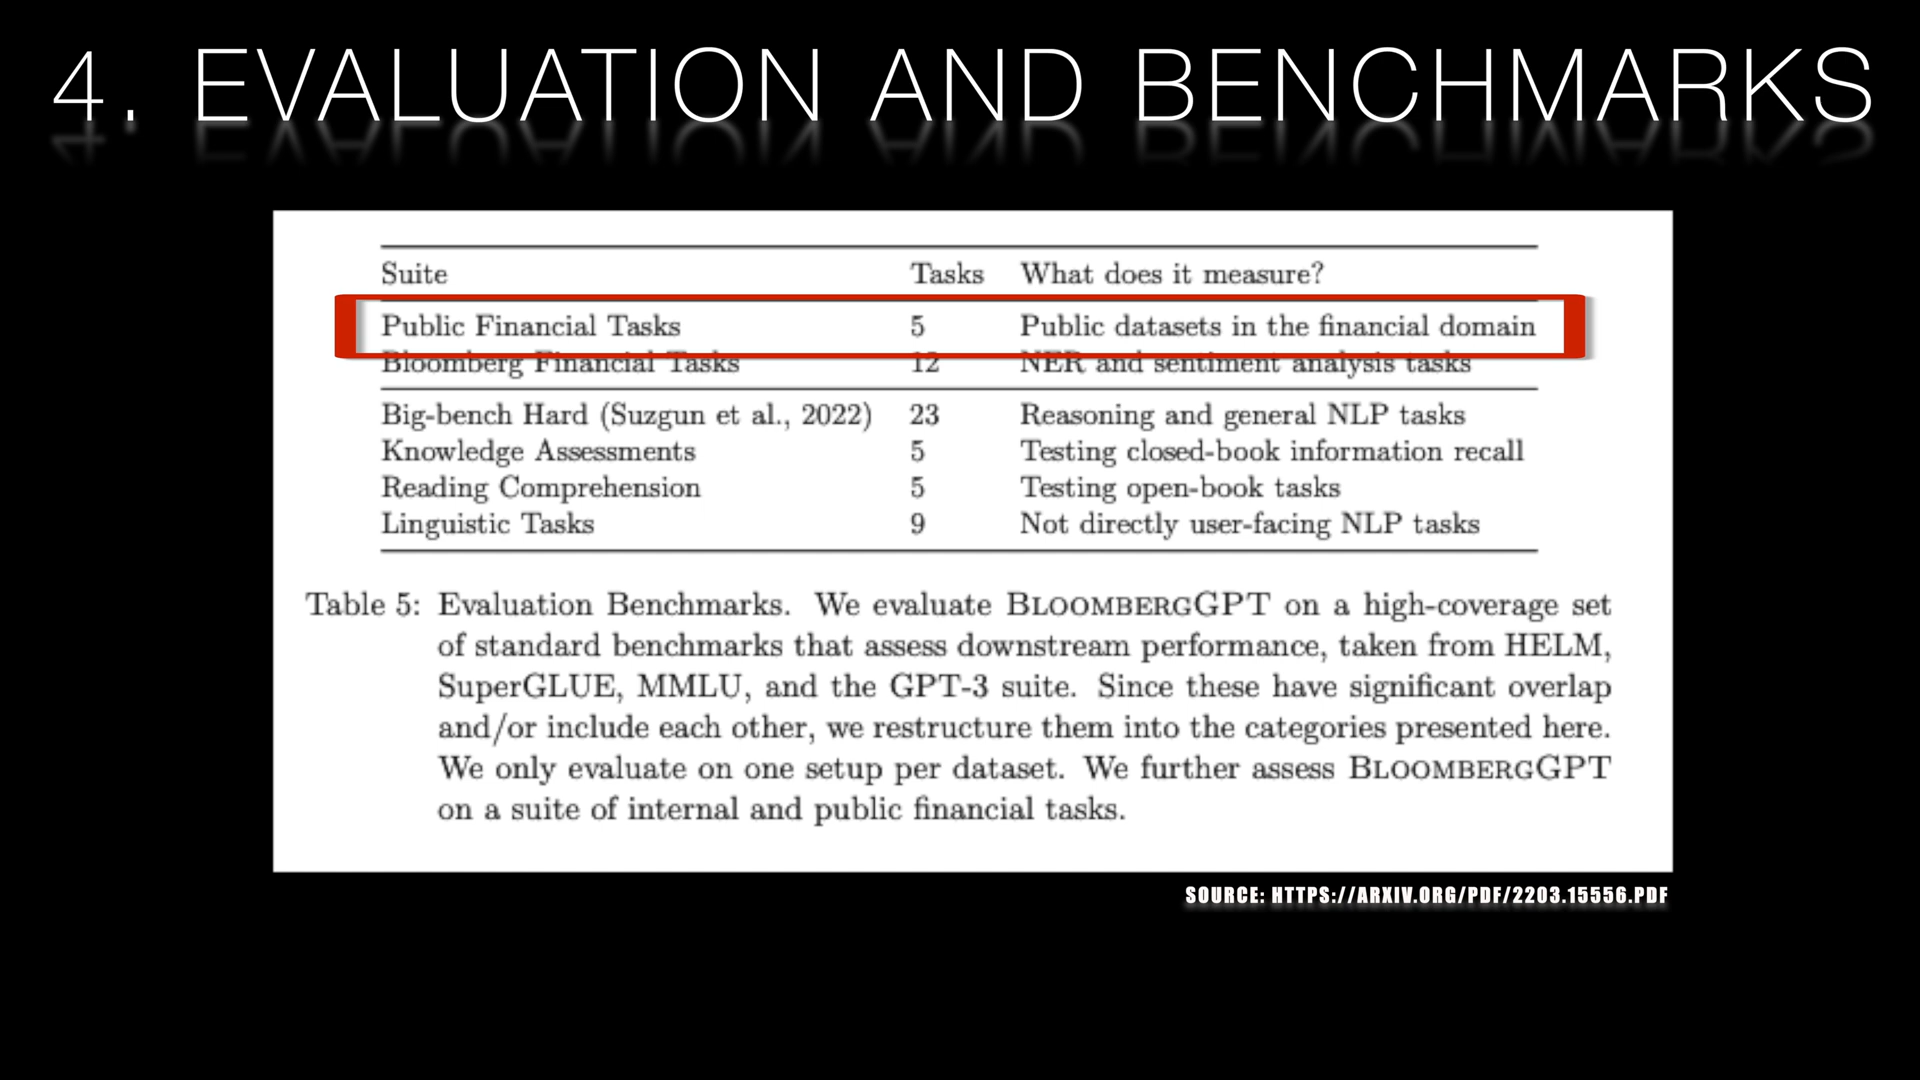 4. EVALUATION AND BENCHMARKS
Suite Tasks What does it measure?
Public Financial Tasks 5 Public datasets in the financial domain
Bloomberg Financial Tasks 12 NER and sentiment analysis tasks
Big-bench Hard (Suzgun et al., 2022) 23 Reasoning and general NLP tasks
Knowledge Assessments 5 Testing closed-book information recall
Reading Comprehension 5 Testing open-book tasks
Linguistic Tasks 9 Not directly user-facing NLP tasks
Table 5: Evaluation Benchmarks. We evaluate BLOOMBERGGPT on a high-coverage set
of standard benchmarks that assess downstream performance, taken from HELM,
SuperGLUE, MMLU, and the GPT-3 suite. Since these have significant overlap
and/or include each other, we restructure them into the categories presented here.
We only evaluate on one setup per dataset. We further assess BLOOMBERGGPT
on a suite of internal and public financial tasks.
SOURCE: HTTPS://ARXIV.ORG/PDF/2203.15556.PDF